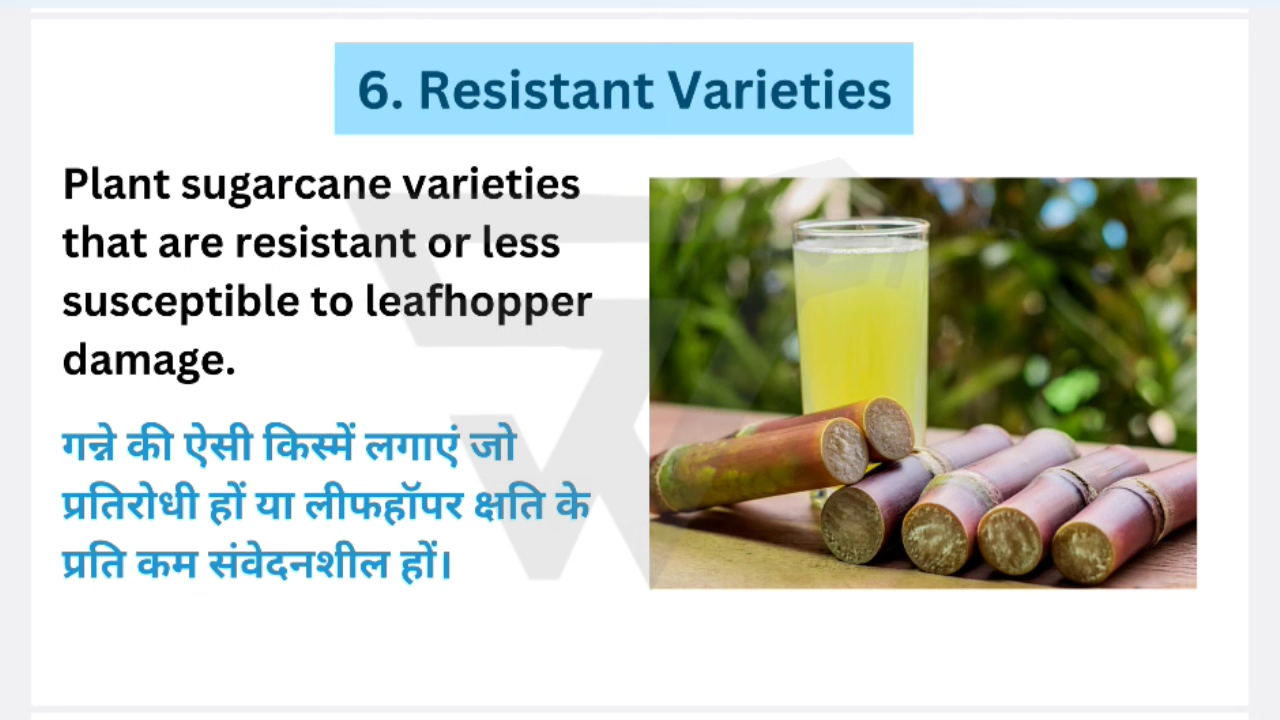 6. Resistant Varieties
Plant sugarcane varieties
that are resistant or less
susceptible to leafhopper
damage.
गन्ने की ऐसी किस्में लगाएं जो
प्रतिरोधी हों या लीफहॉपर क्षति के
प्रति कम संवेदनशील हों।